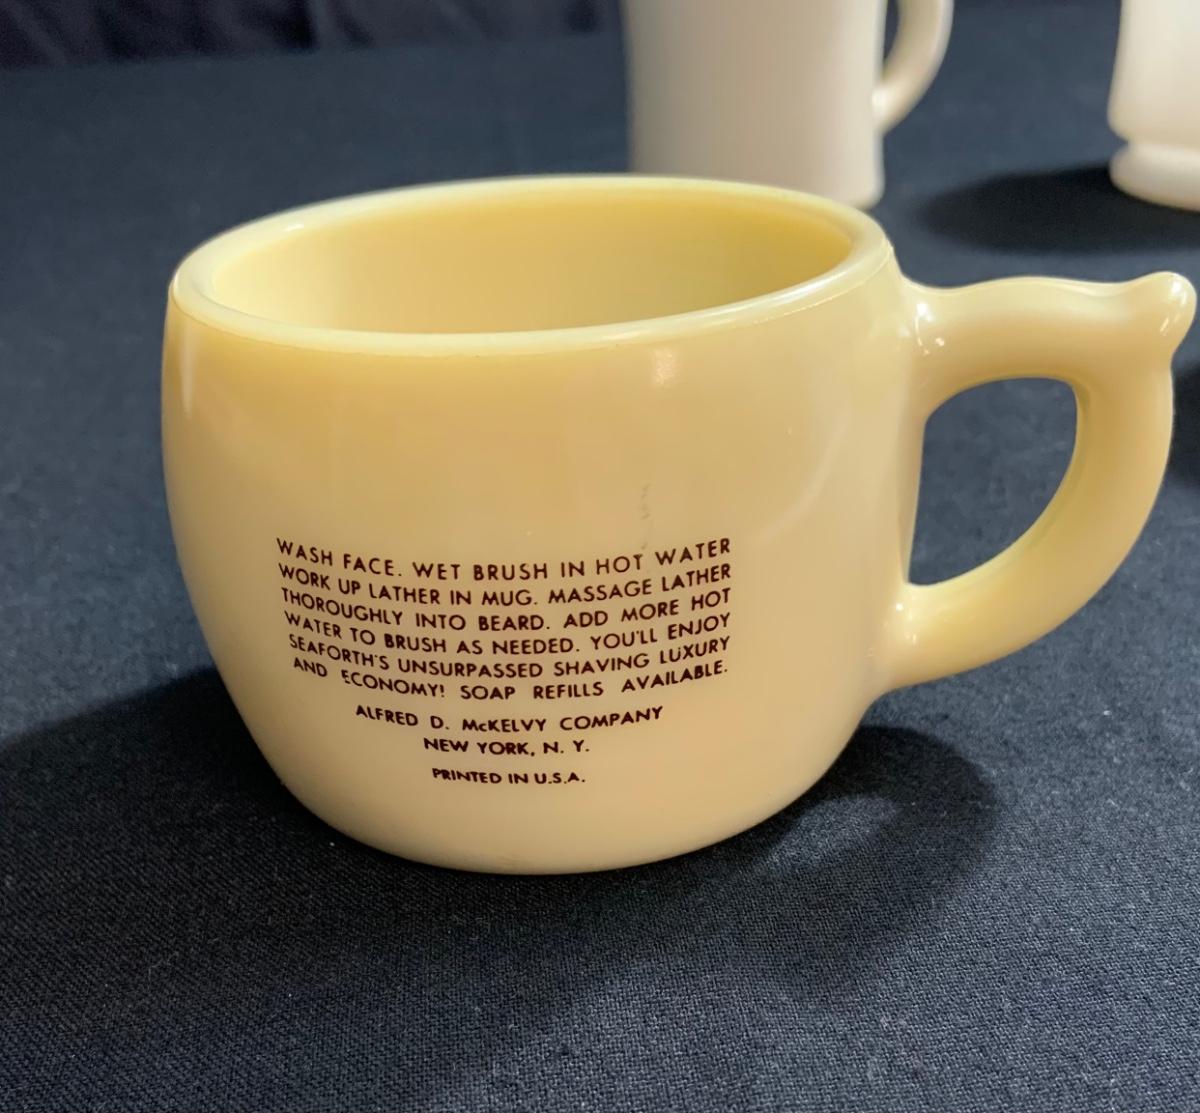 WASH FACE. WET BRUSH IN HOT WATER
WORK UP LATHER IN MUG. MASSAGE LATHER
THOROUGHLY INTO BEARD. ADD MORE HOT
WATER TO BRUSH AS NEEDED. YOU'LL ENJOY
SEAFORTH'S UNSURPASSED SHAVING LUXURY
AND ECONOMY! SOAP REFILLS AVAILABLE.
ALFRED D. McKELVY COMPANY
NEW YORK, N. Y.
PRINTED IN U.S.A.